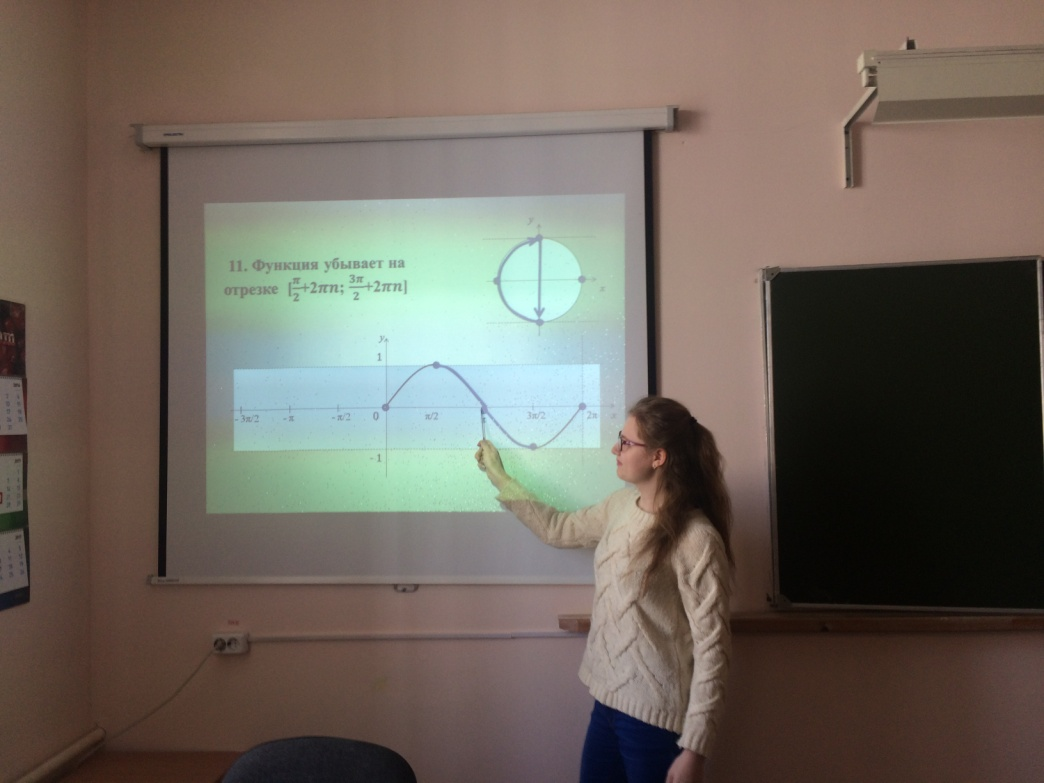 11. Функция убывает на
отрезке [π/2+2πn; 3π/2+2πn]
y
x
y
1
- 3π/2 - π - π/2 0 π/2 π 3π/2 2π
-1